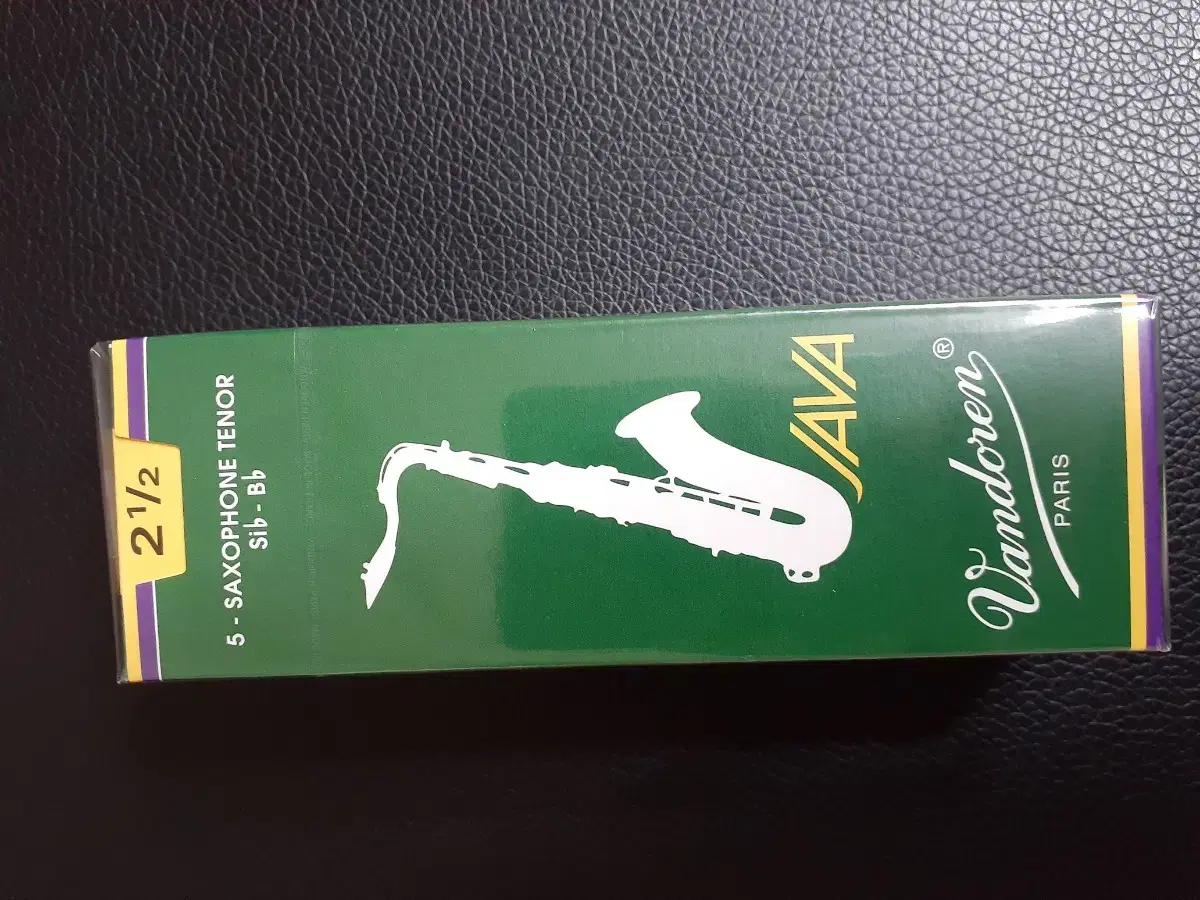 2 1/2
5 - SAXOPHONE TENOR
Sib - Bb
JAVA
Vandoren ®
PARIS